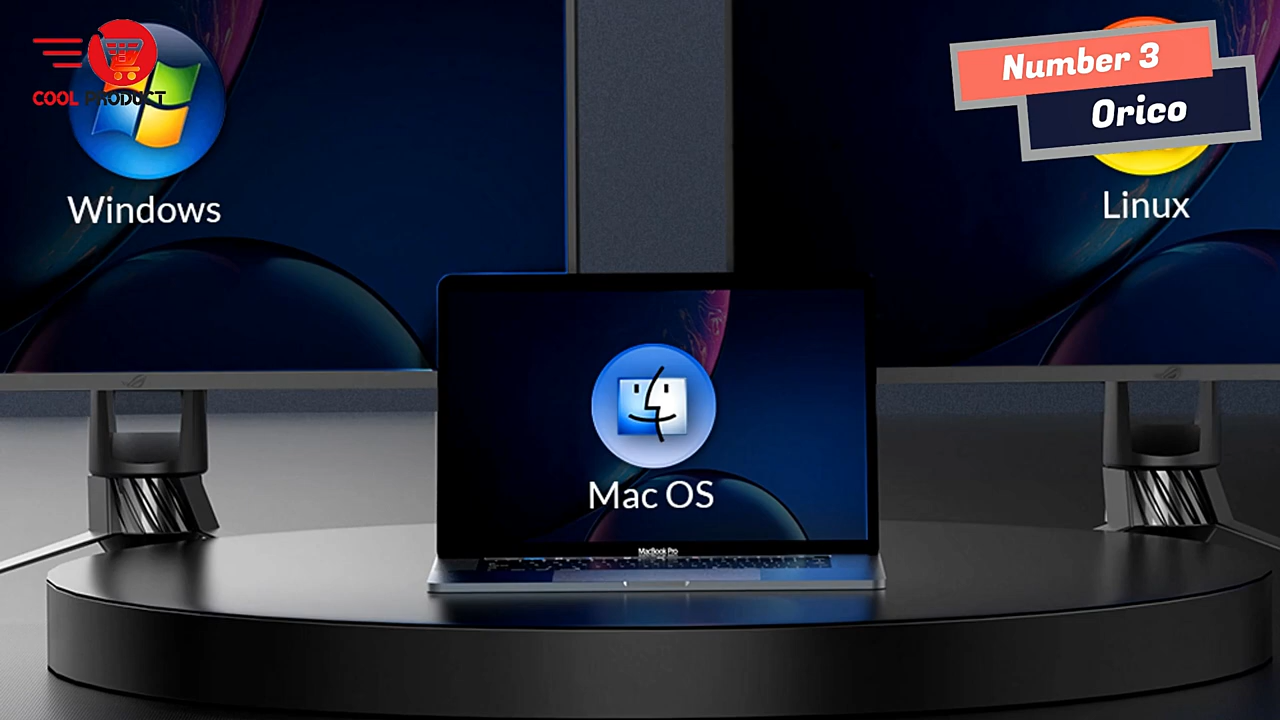 COOL PRODUCT
Windows
Number 3
Orico
Linux
Mac OS
MacBook Pro